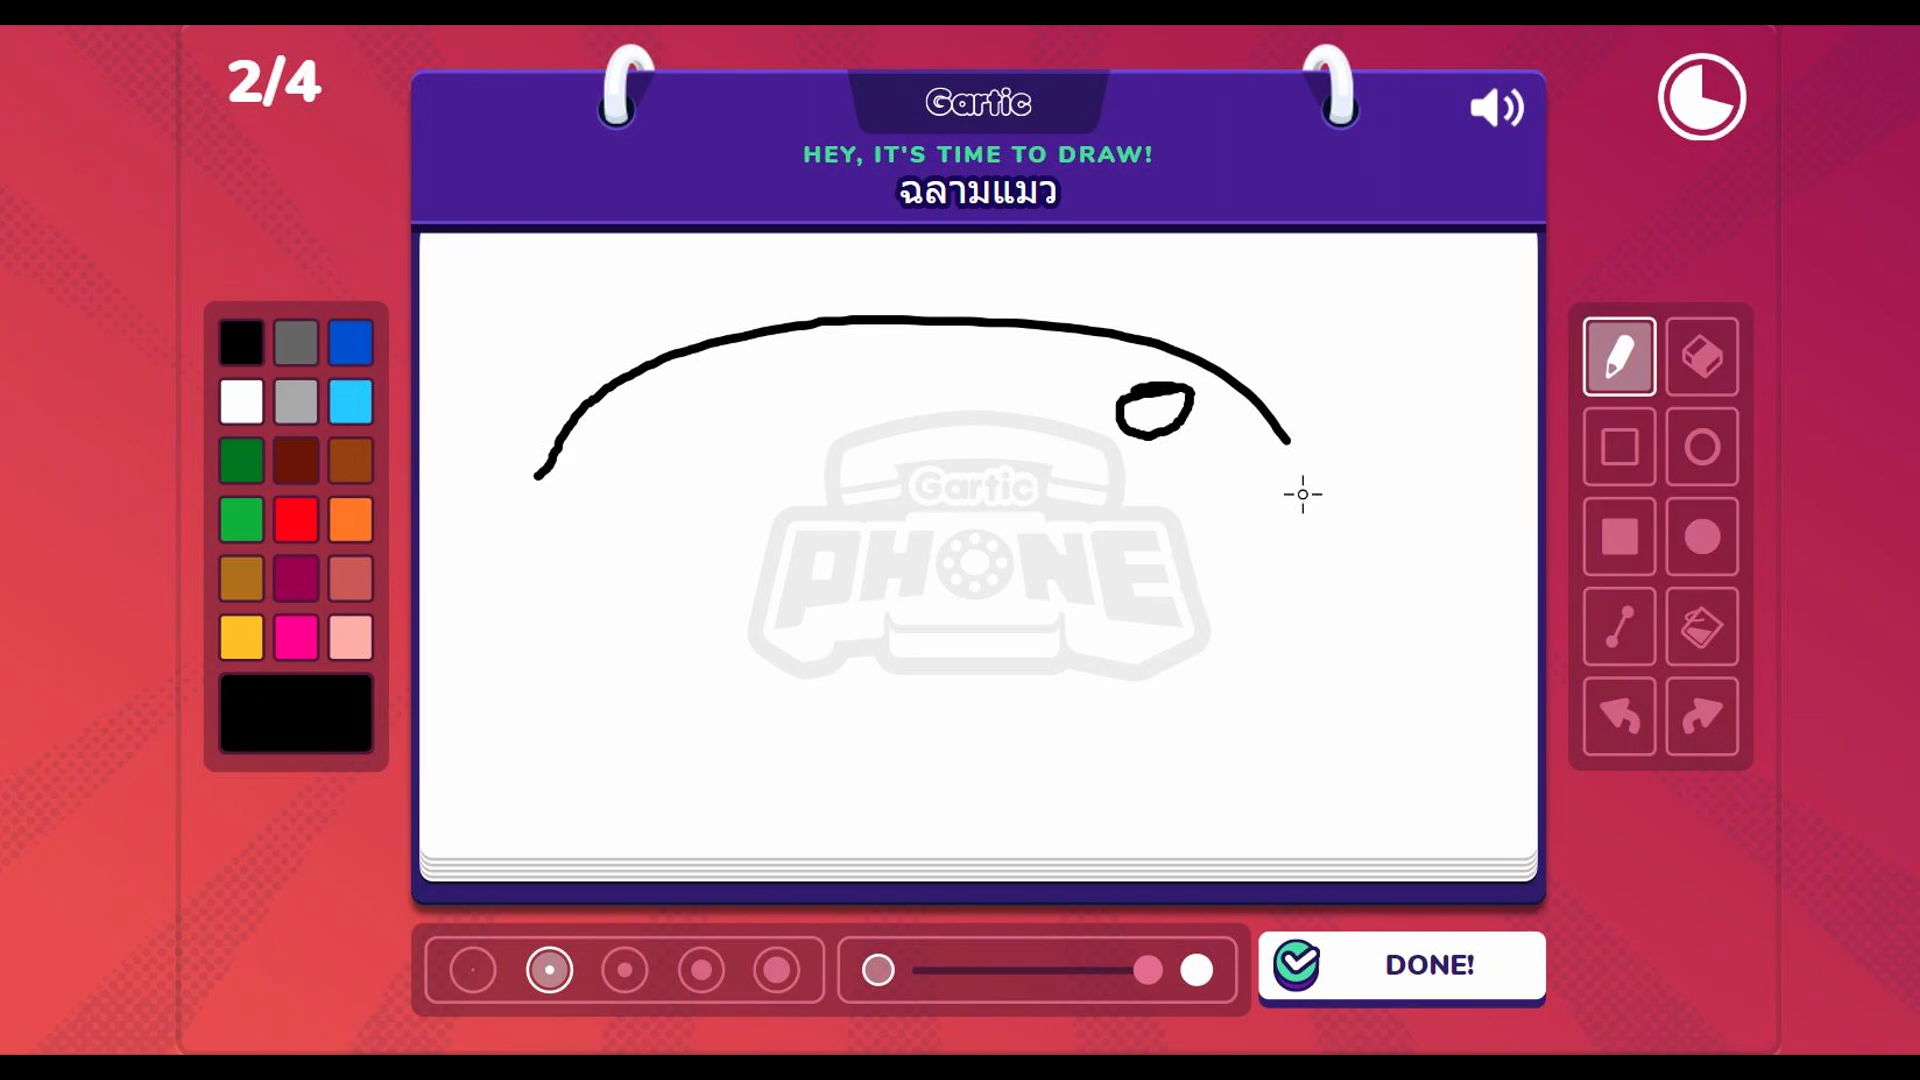 2/4
Gartic
HEY, IT'S TIME TO DRAW!
ฉลามแมว
Gartic
PHONE
DONE!